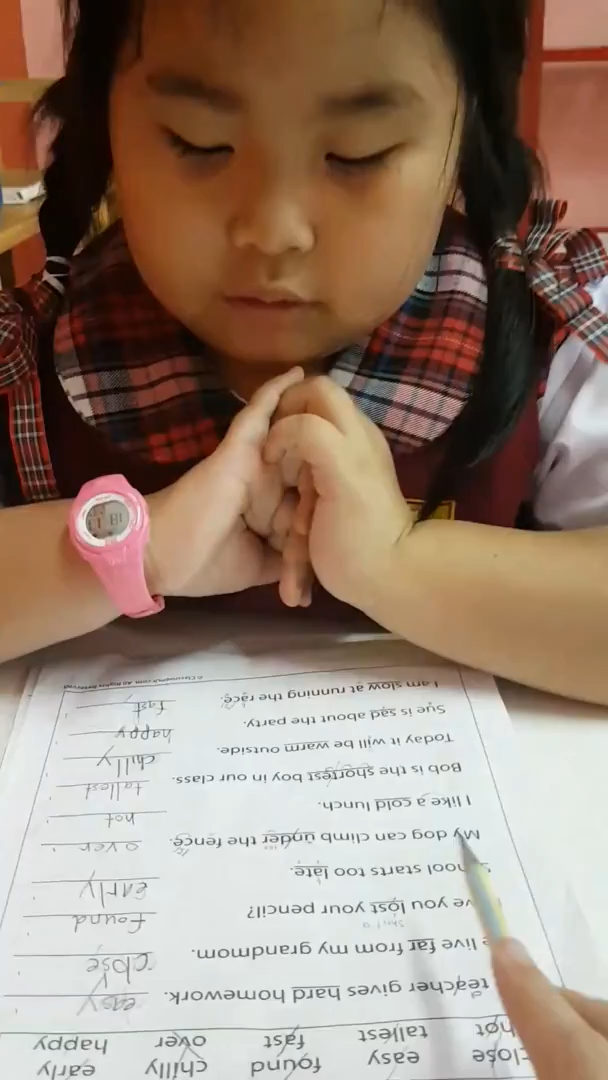 close easy found chilly early
hot tallest fast over happy
teacher gives hard homework. easy
live far from my grandmom. close
you lost your pencil? found
starts too late. early
My dog can climb under the fence. over
I like a cold lunch. hot
Bob is the shortest boy in our class. tallest
Today it will be warm outside. chilly
Sue is sad about the party. happy
I am slow at running the race. fast